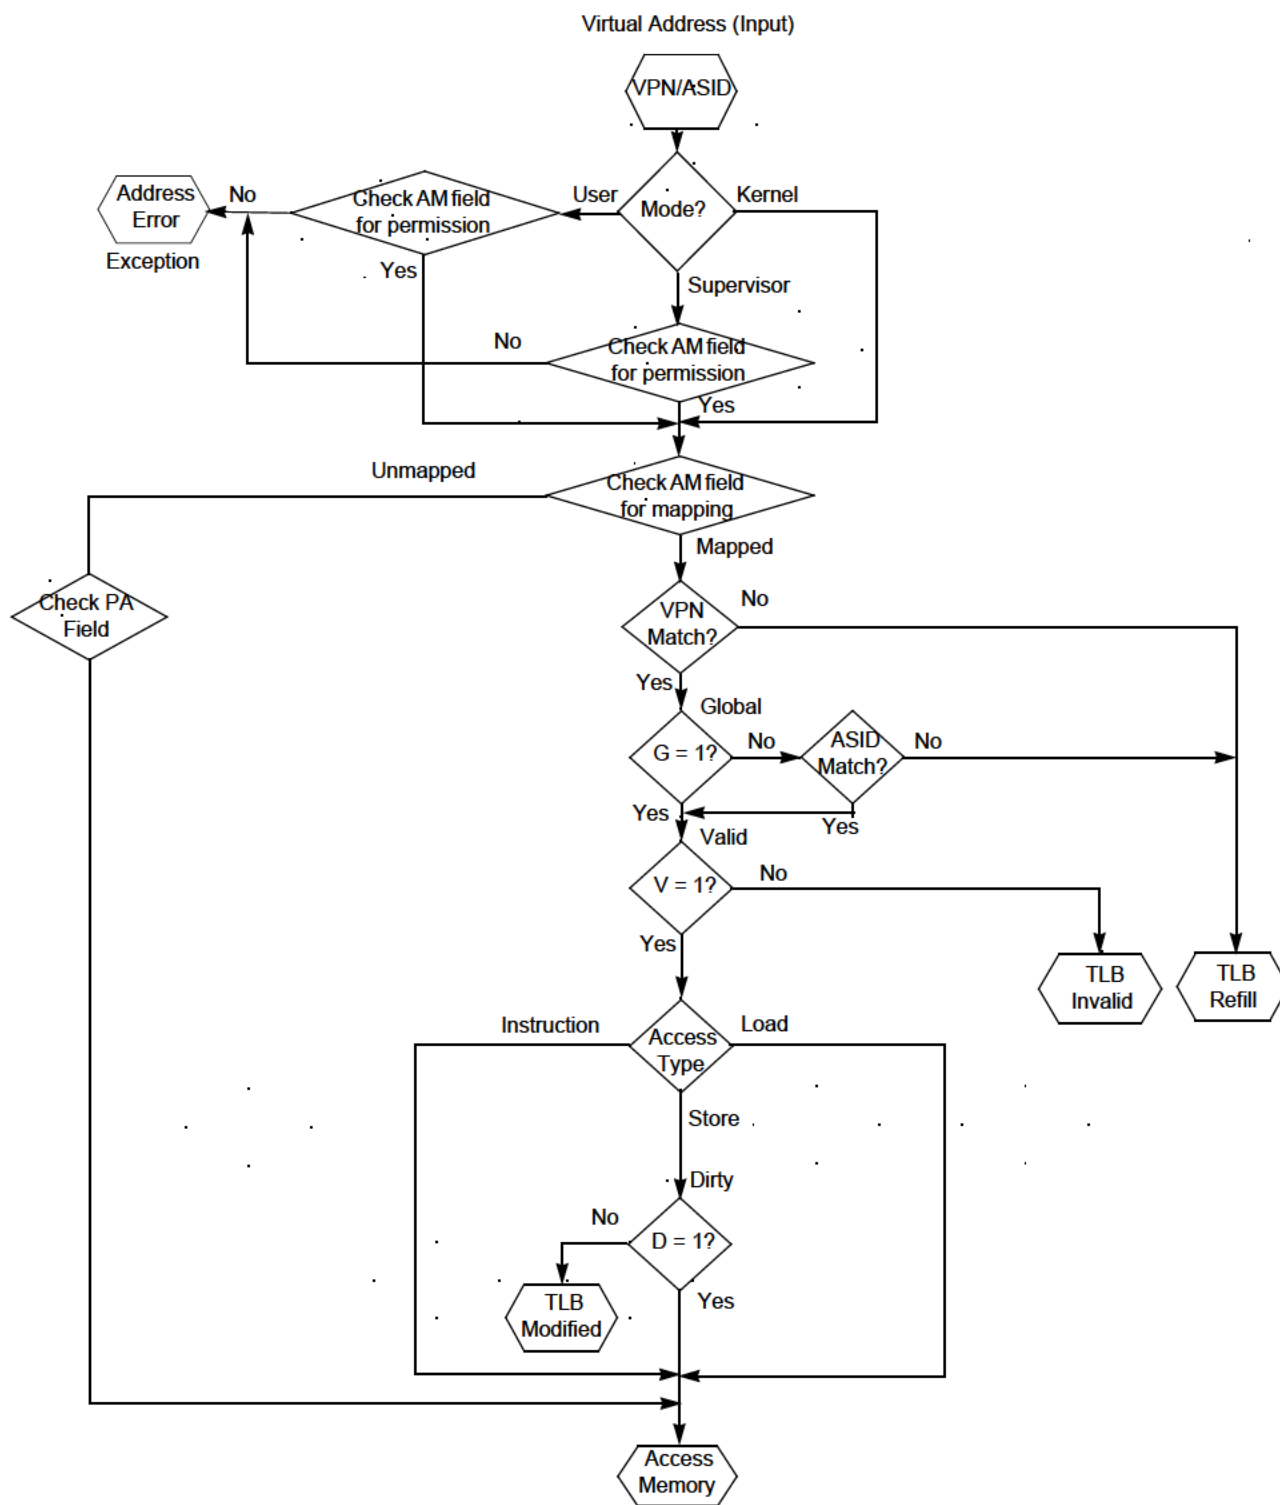 Virtual Address (Input)
VPN/ASID
Address
Error
Exception
No
Check AM field
for permission
User
Mode?
Kernel
Yes
Supervisor
No
Check AM field
for permission
Yes
Unmapped
Check AM field
for mapping
Mapped
Check PA
Field
VPN
Match?
No
Yes
Global
G = 1?
No
ASID
Match?
No
Yes
Yes
Valid
V = 1?
No
Yes
TLB
Invalid
TLB
Refill
Instruction
Access
Type
Load
Store
Dirty
No
D = 1?
TLB
Modified
Yes
Access
Memory